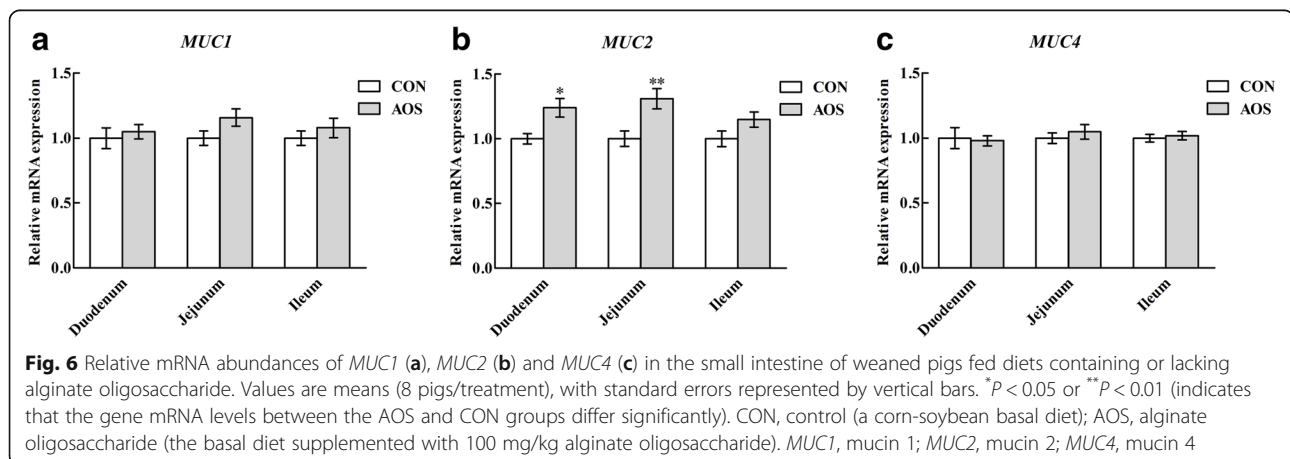 a
MUC1
Relative mRNA expression
1.5
1.0
0.5
0.0
CON
AOS
Duodenum
Jejunum
Ileum
b
MUC2
Relative mRNA expression
1.5
1.0
0.5
0.0
*
**
CON
AOS
Duodenum
Jejunum
Ileum
c
MUC4
Relative mRNA expression
1.5
1.0
0.5
0.0
CON
AOS
Duodenum
Jejunum
Ileum
Fig. 6 Relative mRNA abundances of MUC1 (a), MUC2 (b) and MUC4 (c) in the small intestine of weaned pigs fed diets containing or lacking
alginate oligosaccharide. Values are means (8 pigs/treatment), with standard errors represented by vertical bars. *P < 0.05 or **P < 0.01 (indicates
that the gene mRNA levels between the AOS and CON groups differ significantly). CON, control (a corn-soybean basal diet); AOS, alginate
oligosaccharide (the basal diet supplemented with 100 mg/kg alginate oligosaccharide). MUC1, mucin 1; MUC2, mucin 2; MUC4, mucin 4